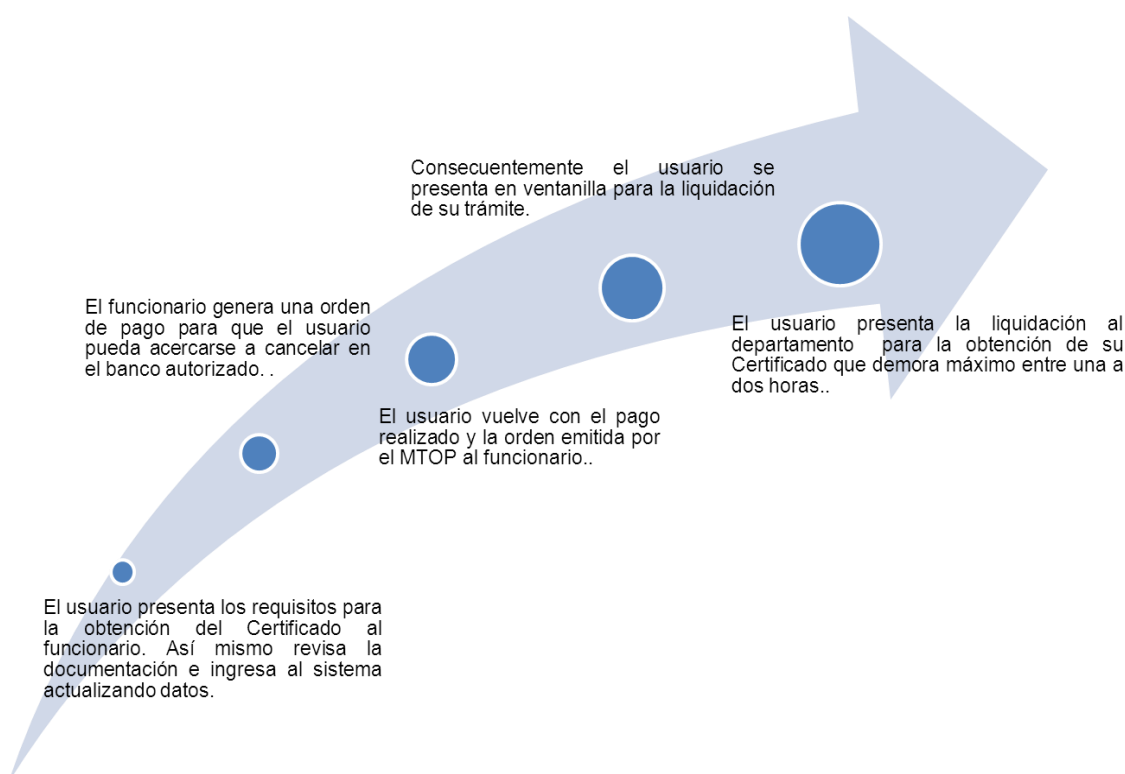 Consecuentemente el usuario se
presenta en ventanilla para la liquidación
de su trámite.
El funcionario genera una orden
de pago para que el usuario
pueda acercarse a cancelar en
el banco autorizado. .
El usuario presenta la liquidación al
departamento para la obtención de su
Certificado que demora máximo entre una a
dos horas..
El usuario vuelve con el pago
realizado y la orden emitida por
el MTOP al funcionario..
El usuario presenta los requisitos para
la obtención del Certificado al
funcionario. Así mismo revisa la
documentación e ingresa al sistema
actualizando datos.